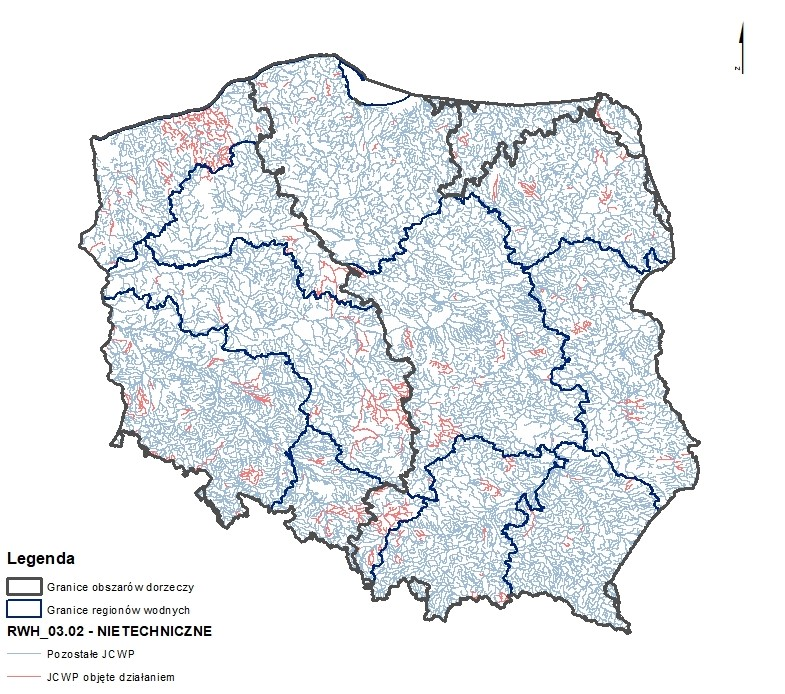 N
Legenda
Granice obszarów dorzeczy
Granice regionów wodnych
RWH_03.02 - NIETECHNICZNE
Pozostałe JCWP
JCWP objęte działaniem